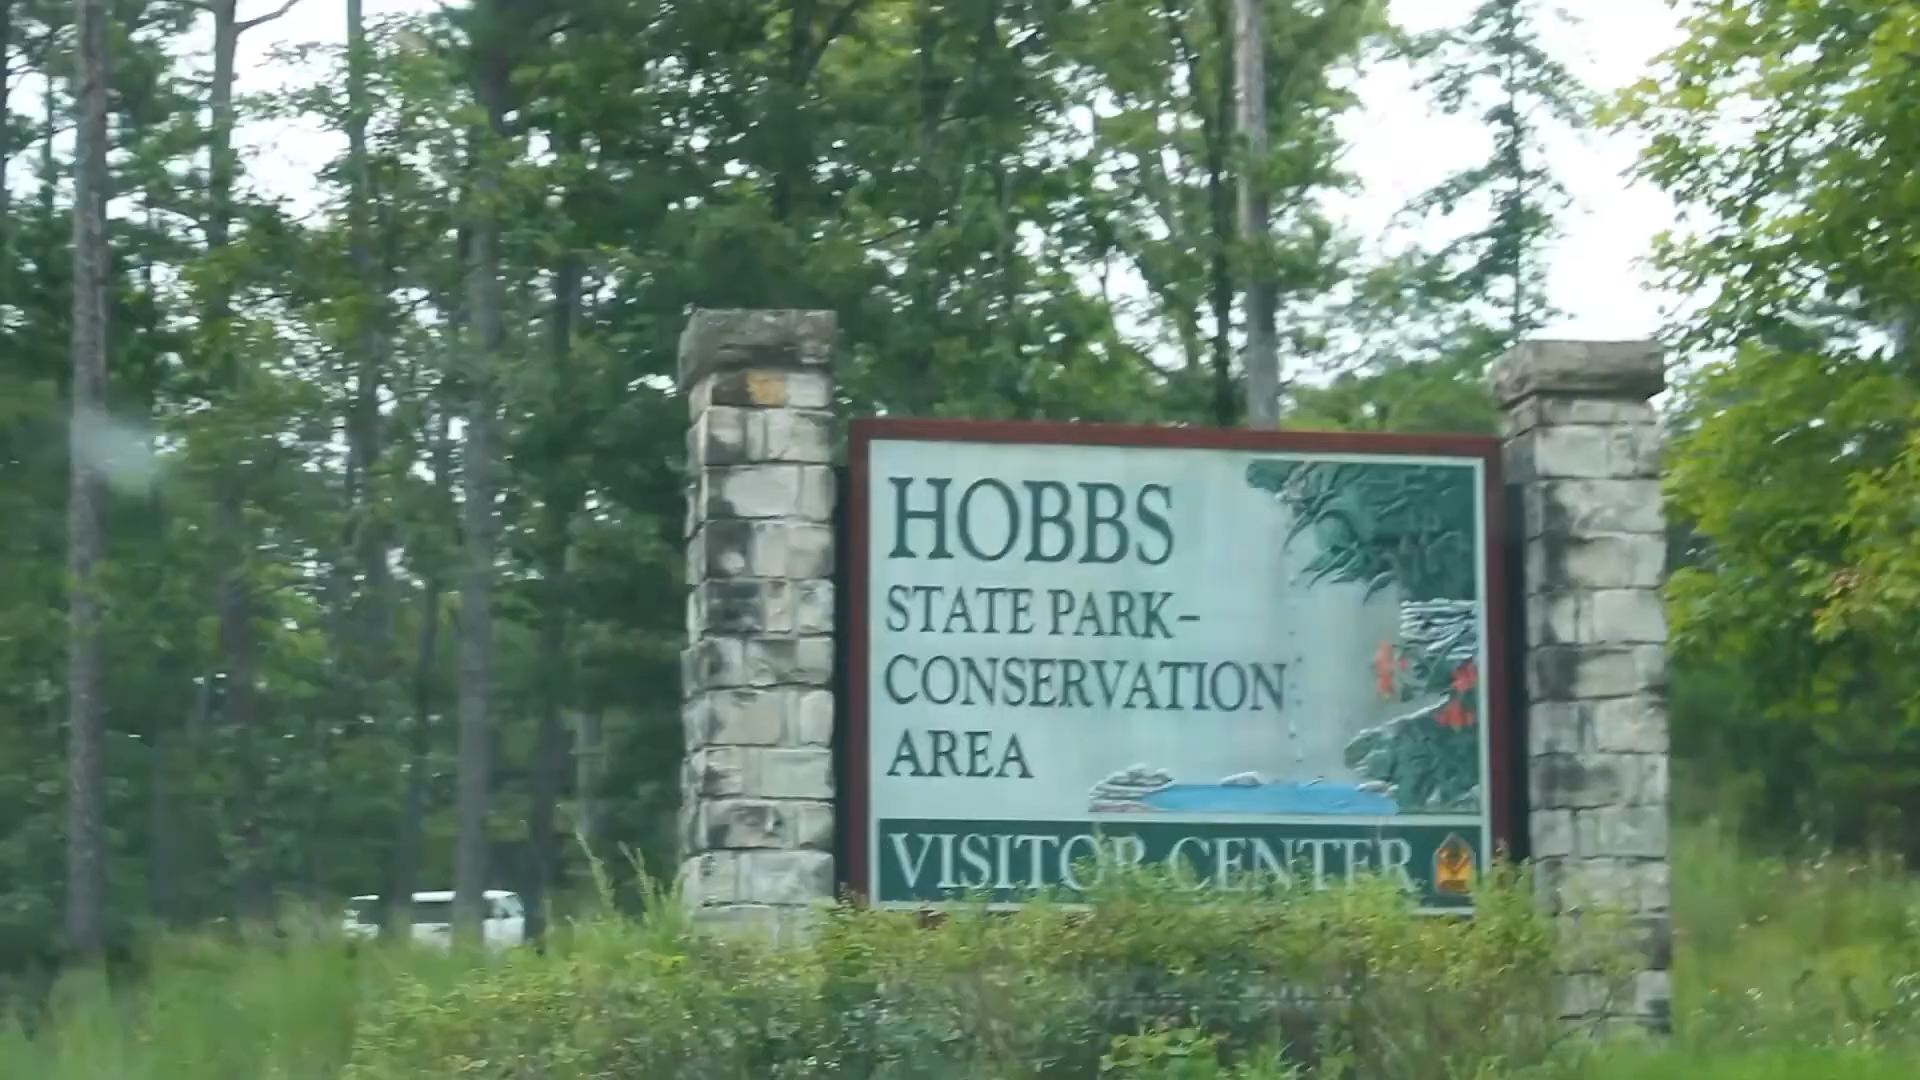 HOBBS
STATE PARK-
CONSERVATION
AREA
VISITOR CENTER